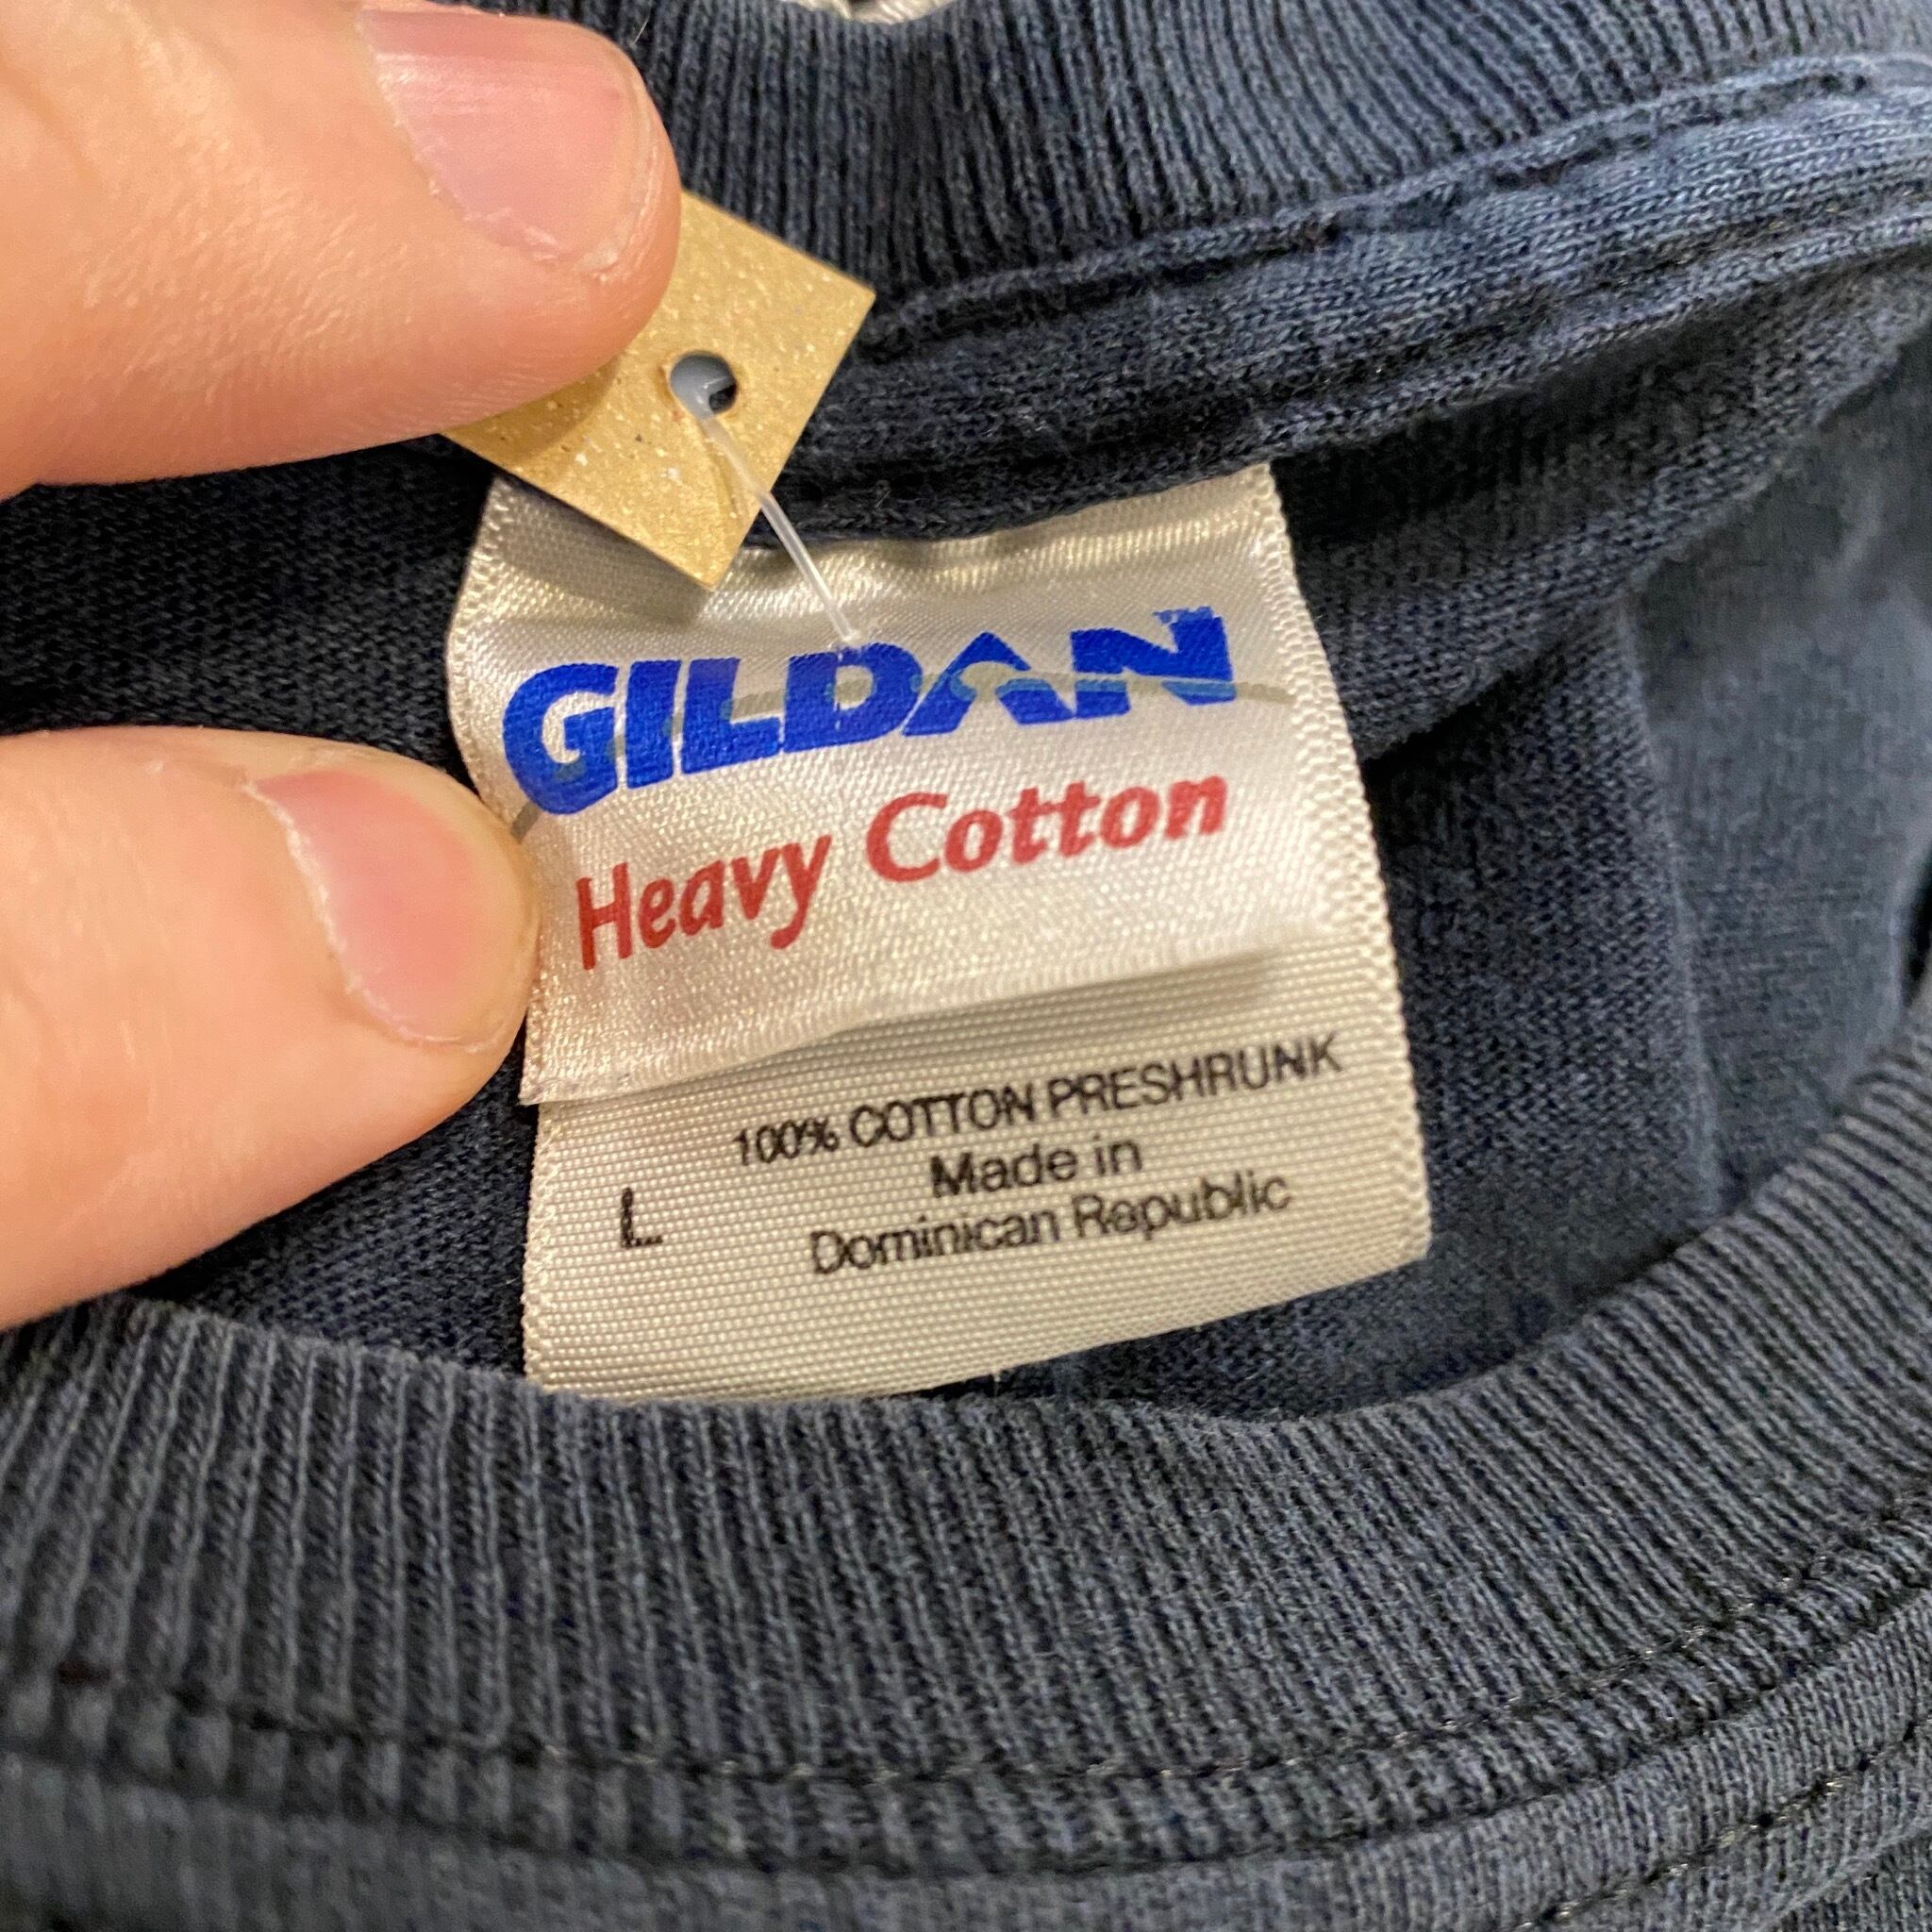 GILDAN
Heavy Cotton
100% COTTON PRESHRUNK
Made in
L
Dominican Republic